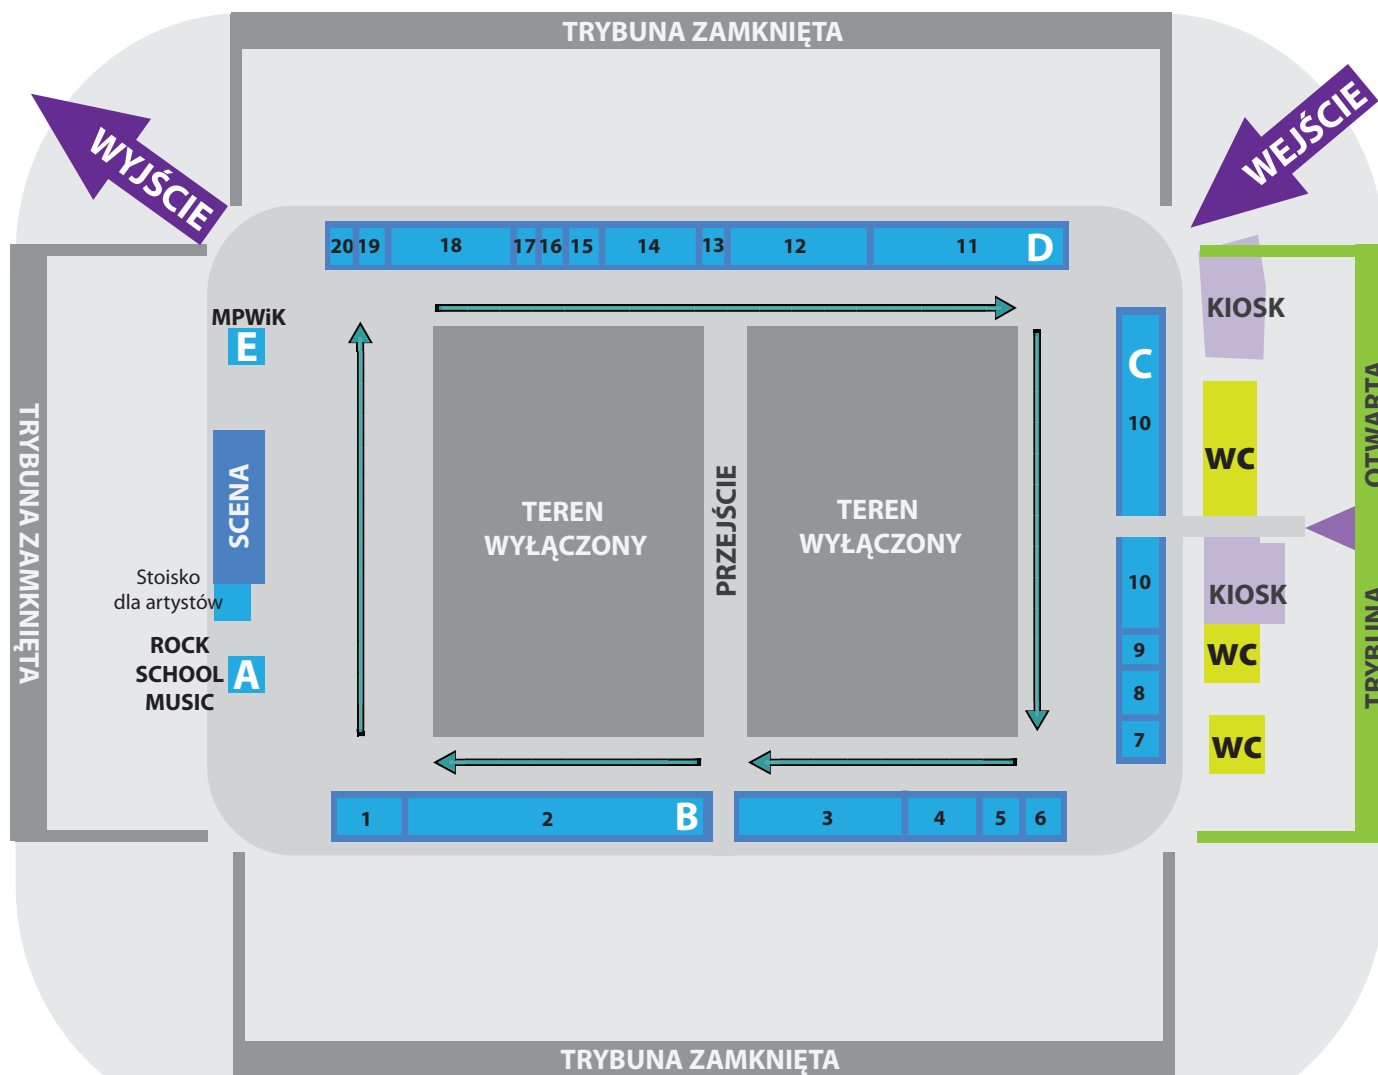 TRYBUNA ZAMKNIĘTA
WYJŚCIE
WEJŚCIE
20 19 18 17 16 15 14 13 12 11 D
MPWiK
E
KIOSK
C
10
WC
TRYBUNA ZAMKNIĘTA
SCENA
TEREN
WYŁĄCZONY
PRZEJŚCIE
TEREN
WYŁĄCZONY
TRYBUNA OTWARTA
Stoisko
dla artystów
10
KIOSK
ROCK
SCHOOL
MUSIC
A
9
WC
8
7
WC
1 2 B 3 4 5 6
TRYBUNA ZAMKNIĘTA